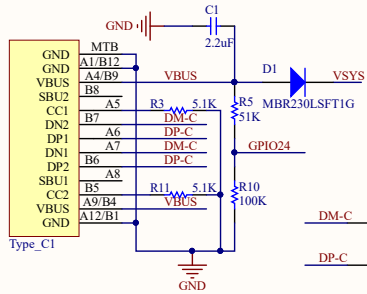 C1
GND
2.2uF
MTB
GND
GND A1/B12
VBUS A4/B9 VBUS D1 VSYS
SBU2 B8
MBR230LSFT1G
CC1 A5 R3 5.1K R5
DN2 B7 DM-C 51K
DP1 A6 DP-C
DN1 A7 DM-C GPIO24
DP2 B6 DP-C
SBU1 A8
CC2 B5 R11 5.1K R10
VBUS A9/B4 VBUS 100K
GND A12/B1 DM-C
Type_C1
DP-C
GND